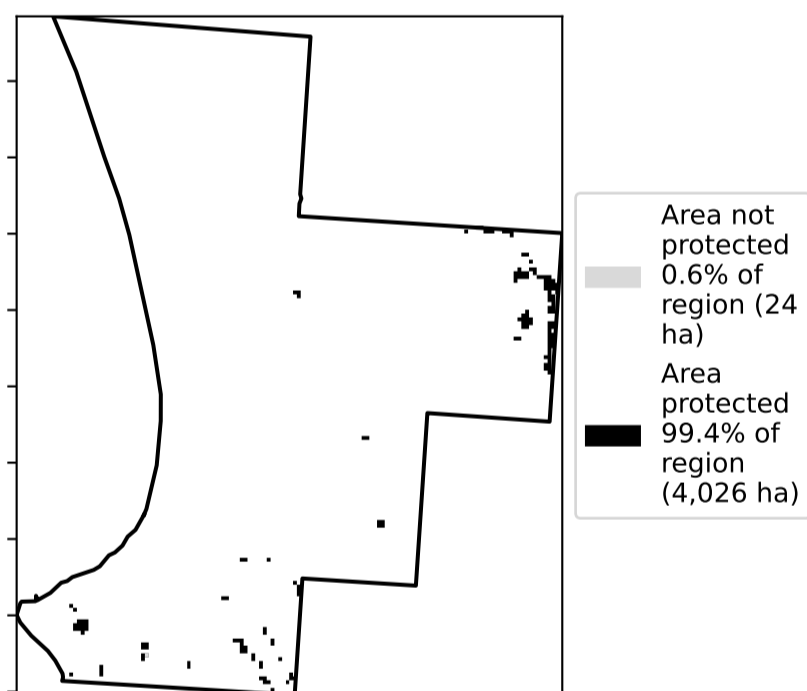 Area not
protected
0.6% of
region (24
ha)
Area
protected
99.4% of
region
(4,026 ha)